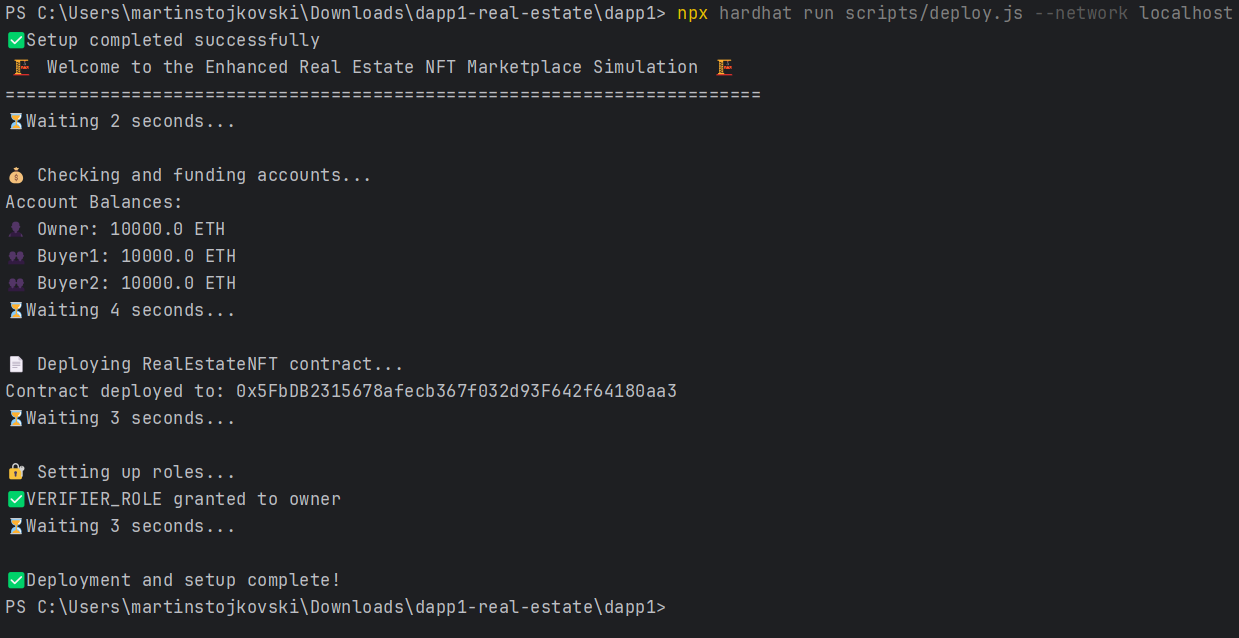 PS C:\Users\martinstojkovski\Downloads\dapp1-real-estate\dapp1> npx hardhat run scripts/deploy.js --network localhost
✅Setup completed successfully
🏗 Welcome to the Enhanced Real Estate NFT Marketplace Simulation 🏗
========================================================================
⏳Waiting 2 seconds...
💰 Checking and funding accounts...
Account Balances:
👤 Owner: 10000.0 ETH
👥 Buyer1: 10000.0 ETH
👥 Buyer2: 10000.0 ETH
⏳Waiting 4 seconds...
📄 Deploying RealEstateNFT contract...
Contract deployed to: 0x5FbDB2315678afecb367f032d93F642f64180aa3
⏳Waiting 3 seconds...
🔐 Setting up roles...
✅VERIFIER_ROLE granted to owner
⏳Waiting 3 seconds...
✅Deployment and setup complete!
PS C:\Users\martinstojkovski\Downloads\dapp1-real-estate\dapp1>